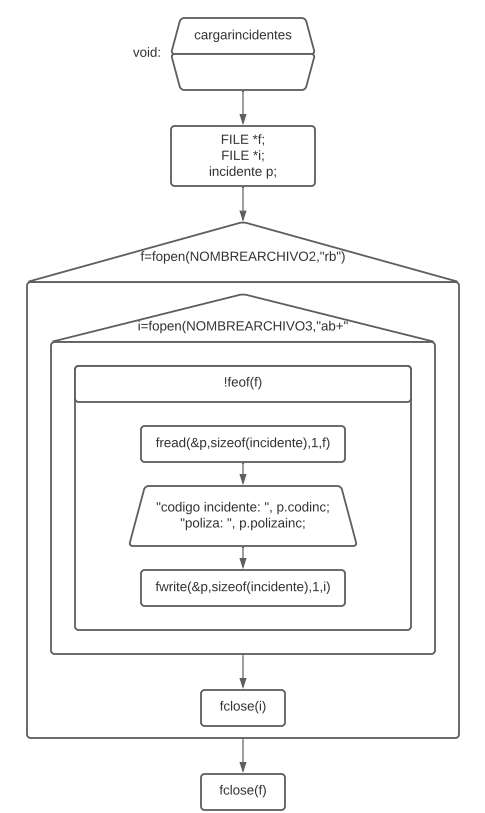 cargarincidentes
void:
FILE *f;
FILE *i;
incidente p;
f=fopen(NOMBREARCHIVO2,"rb")
i=fopen(NOMBREARCHIVO3,"ab+"
!feof(f)
fread(&p,sizeof(incidente),1,f)
"codigo incidente: ", p.codinc;
"poliza: ", p.polizainc;
fwrite(&p,sizeof(incidente),1,i)
fclose(i)
fclose(f)